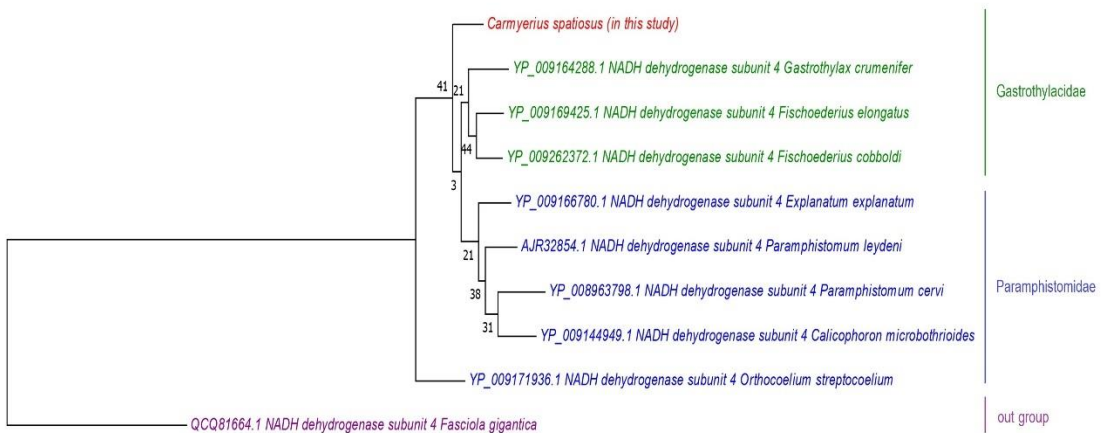 Carmyerius spatiosus (in this study)
YP_009164288.1 NADH dehydrogenase subunit 4 Gastrothylax crumenifer
41
21
Gastrothylacidae
YP_009169425.1 NADH dehydrogenase subunit 4 Fischoederius elongatus
44
YP_009262372.1 NADH dehydrogenase subunit 4 Fischoederius cobboldi
3
YP_009166780.1 NADH dehydrogenase subunit 4 Explanatum explanatum
21
AJR32854.1 NADH dehydrogenase subunit 4 Paramphistomum leydeni
Paramphistomidae
38
YP_008963798.1 NADH dehydrogenase subunit 4 Paramphistomum cervi
31
YP_009144949.1 NADH dehydrogenase subunit 4 Calicophoron microbothrioides
YP_009171936.1 NADH dehydrogenase subunit 4 Orthocoelium streptocoelium
QCQ81664.1 NADH dehydrogenase subunit 4 Fasciola gigantica
out group